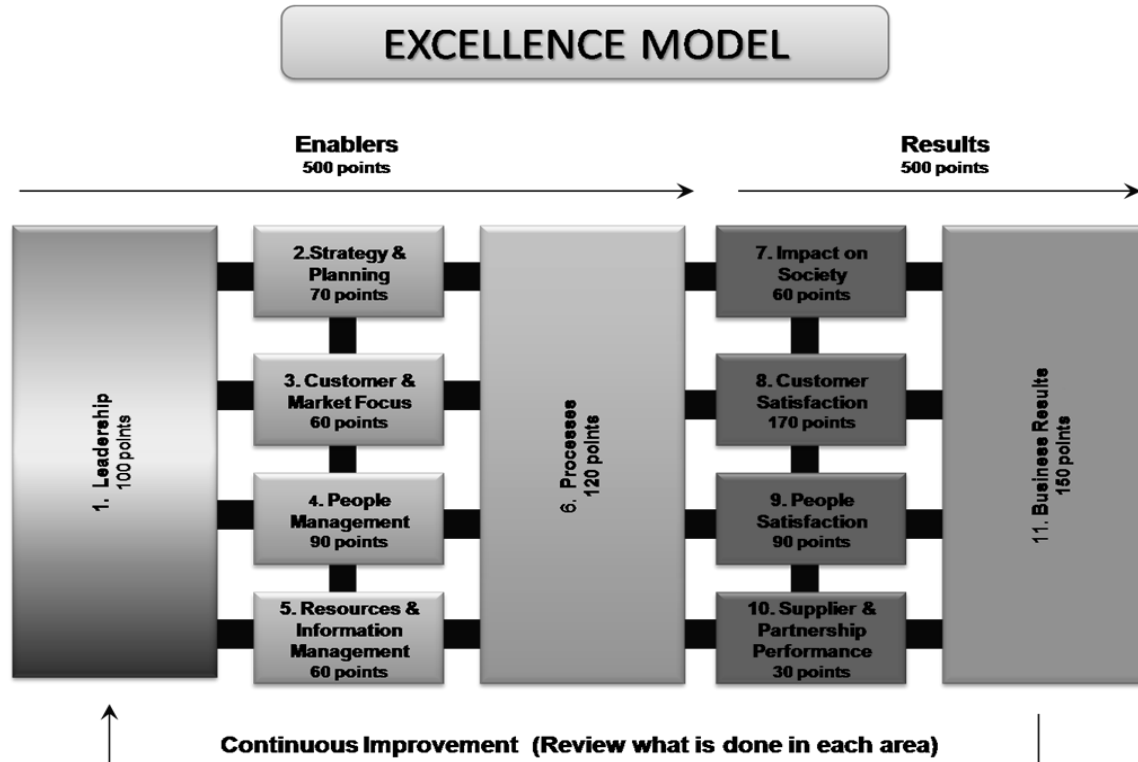 EXCELLENCE MODEL
Enablers
500 points
Results
500 points
1. Leadership
100 points
2.Strategy &
Planning
70 points
3. Customer &
Market Focus
60 points
4. People
Management
90 points
5. Resources &
Information
Management
60 points
6. Processes
120 points
7. Impact on
Society
60 points
8. Customer
Satisfaction
170 points
9. People
Satisfaction
90 points
10. Supplier &
Partnership
Performance
30 points
11. Business Results
150 points
Continuous Improvement (Review what is done in each area)